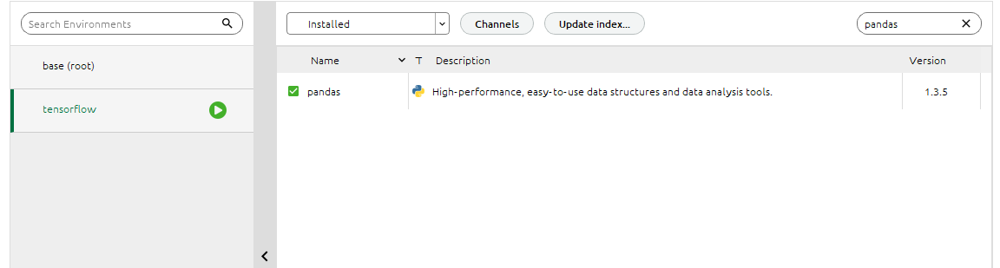 Search Environments
Installed
Channels
Update index...
pandas
base (root)
tensorflow
Name T Description Version
pandas High-performance, easy-to-use data structures and data analysis tools. 1.3.5